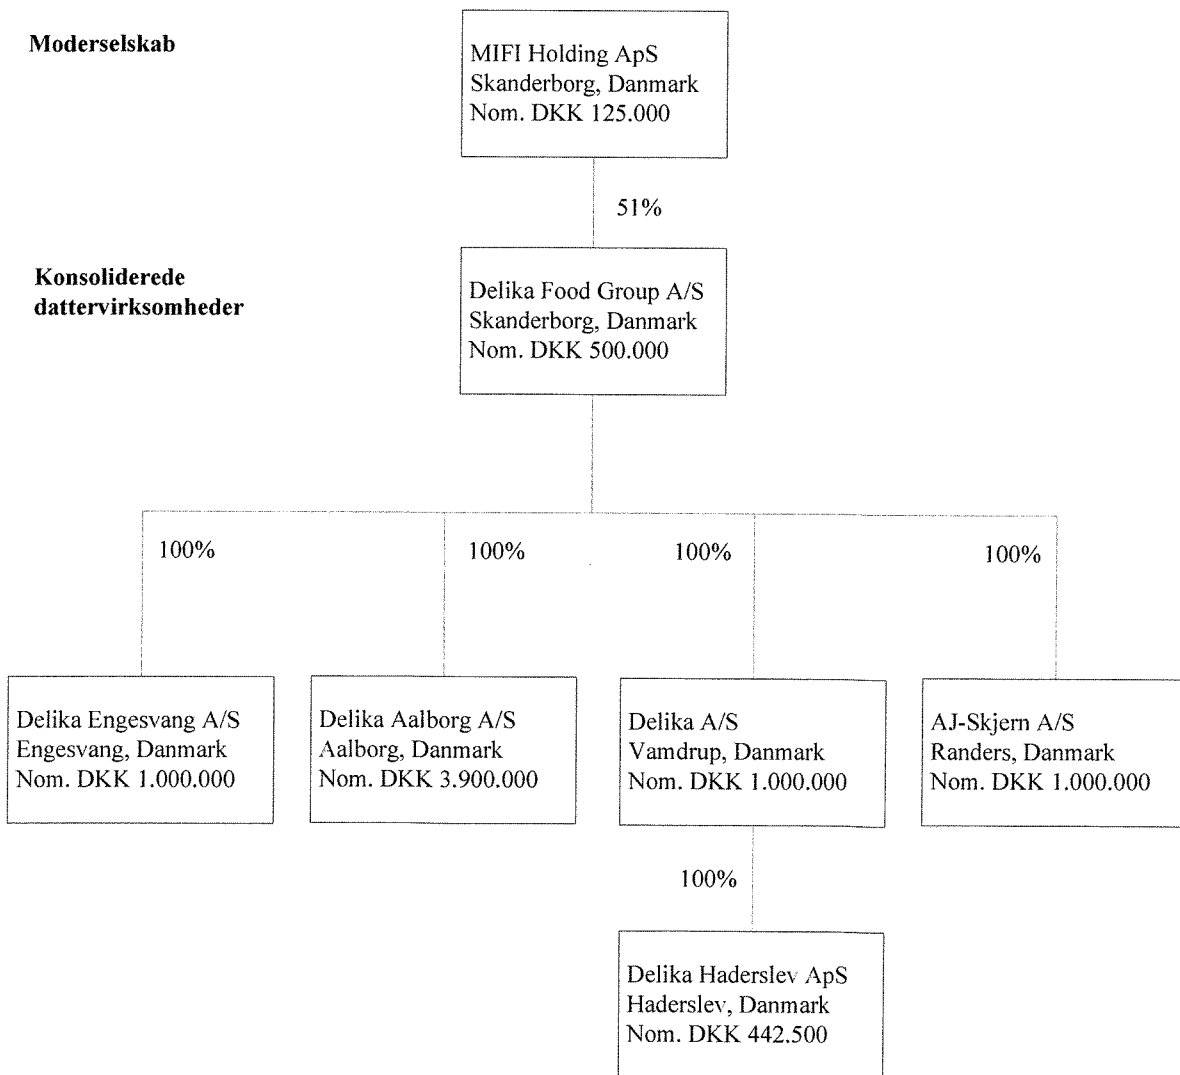 Moderselskab
MIFI Holding ApS
Skanderborg, Danmark
Nom. DKK 125.000
51%
Konsoliderede
dattervirksomheder
Delika Food Group A/S
Skanderborg, Danmark
Nom. DKK 500.000
100%
100%
100%
100%
Delika Engesvang A/S
Engesvang, Danmark
Nom. DKK 1.000.000
Delika Aalborg A/S
Aalborg, Danmark
Nom. DKK 3.900.000
Delika A/S
Vamdrup, Danmark
Nom. DKK 1.000.000
AJ-Skjern A/S
Randers, Danmark
Nom. DKK 1.000.000
100%
Delika Haderslev ApS
Haderslev, Danmark
Nom. DKK 442.500